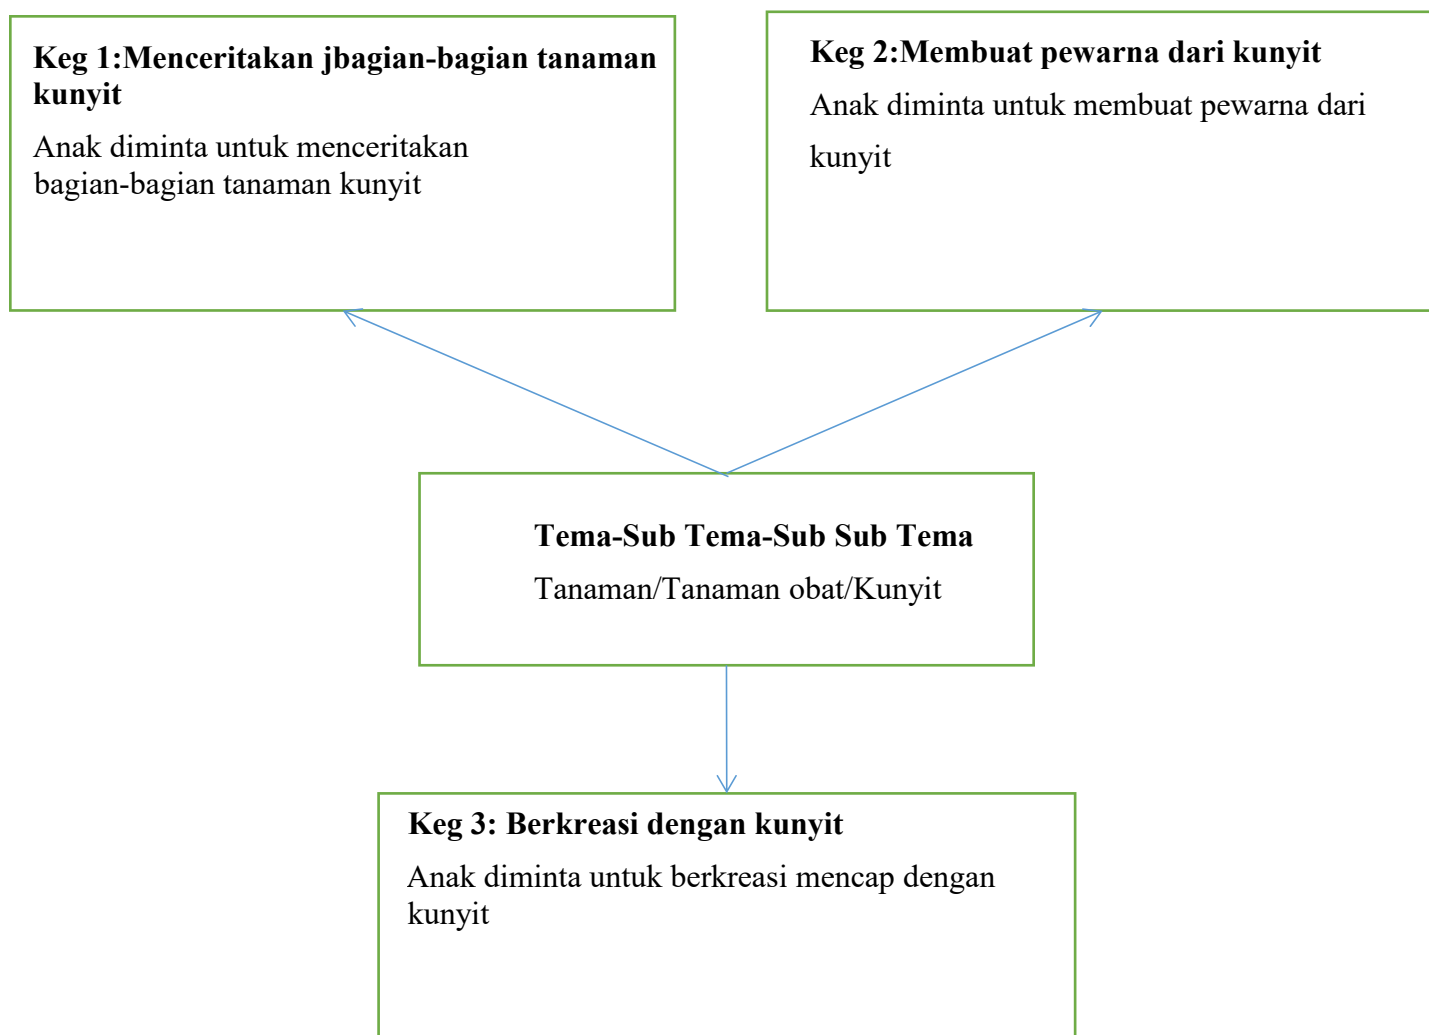 Keg 1:Menceritakan jbagian-bagian tanaman
kunyit
Anak diminta untuk menceritakan
bagian-bagian tanaman kunyit
Keg 2:Membuat pewarna dari kunyit
Anak diminta untuk membuat pewarna dari
kunyit
Tema-Sub Tema-Sub Sub Tema
Tanaman/Tanaman obat/Kunyit
Keg 3: Berkreasi dengan kunyit
Anak diminta untuk berkreasi mencap dengan
kunyit